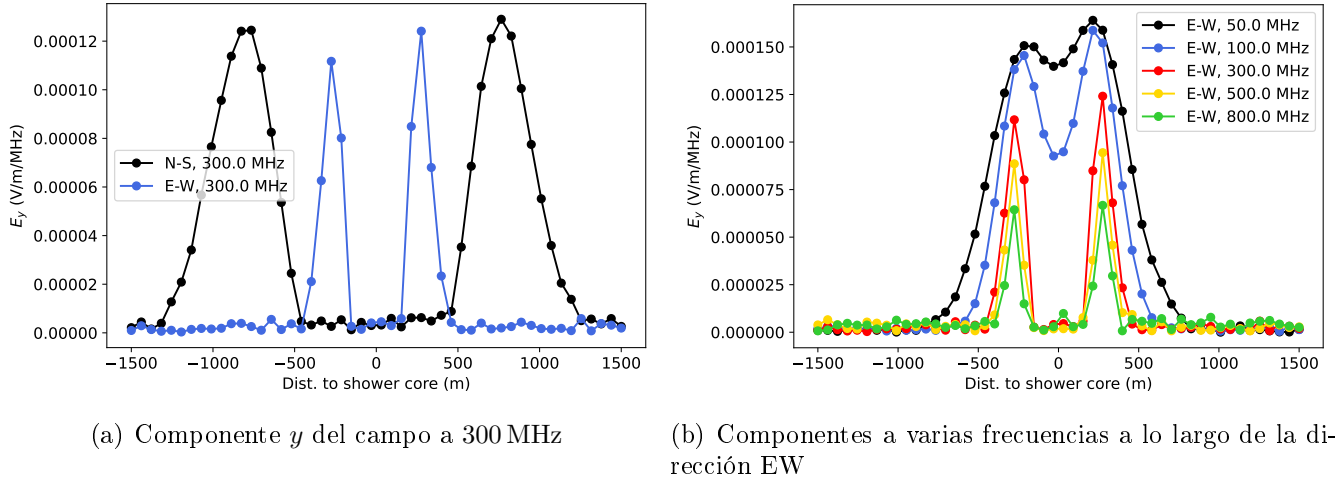 0.00012
0.00010
0.00008
0.00006
0.00004
0.00002
0.00000
E_y (V/m/MHz)
N-S, 300.0 MHz
E-W, 300.0 MHz
−1500 −1000 −500 0 500 1000 1500
Dist. to shower core (m)
(a) Componente y del campo a 300 MHz
0.000150
0.000125
0.000100
0.000075
0.000050
0.000025
0.000000
E_y (V/m/MHz)
E-W, 50.0 MHz
E-W, 100.0 MHz
E-W, 300.0 MHz
E-W, 500.0 MHz
E-W, 800.0 MHz
−1500 −1000 −500 0 500 1000 1500
Dist. to shower core (m)
(b) Componentes a varias frecuencias a lo largo de la di-
rección EW